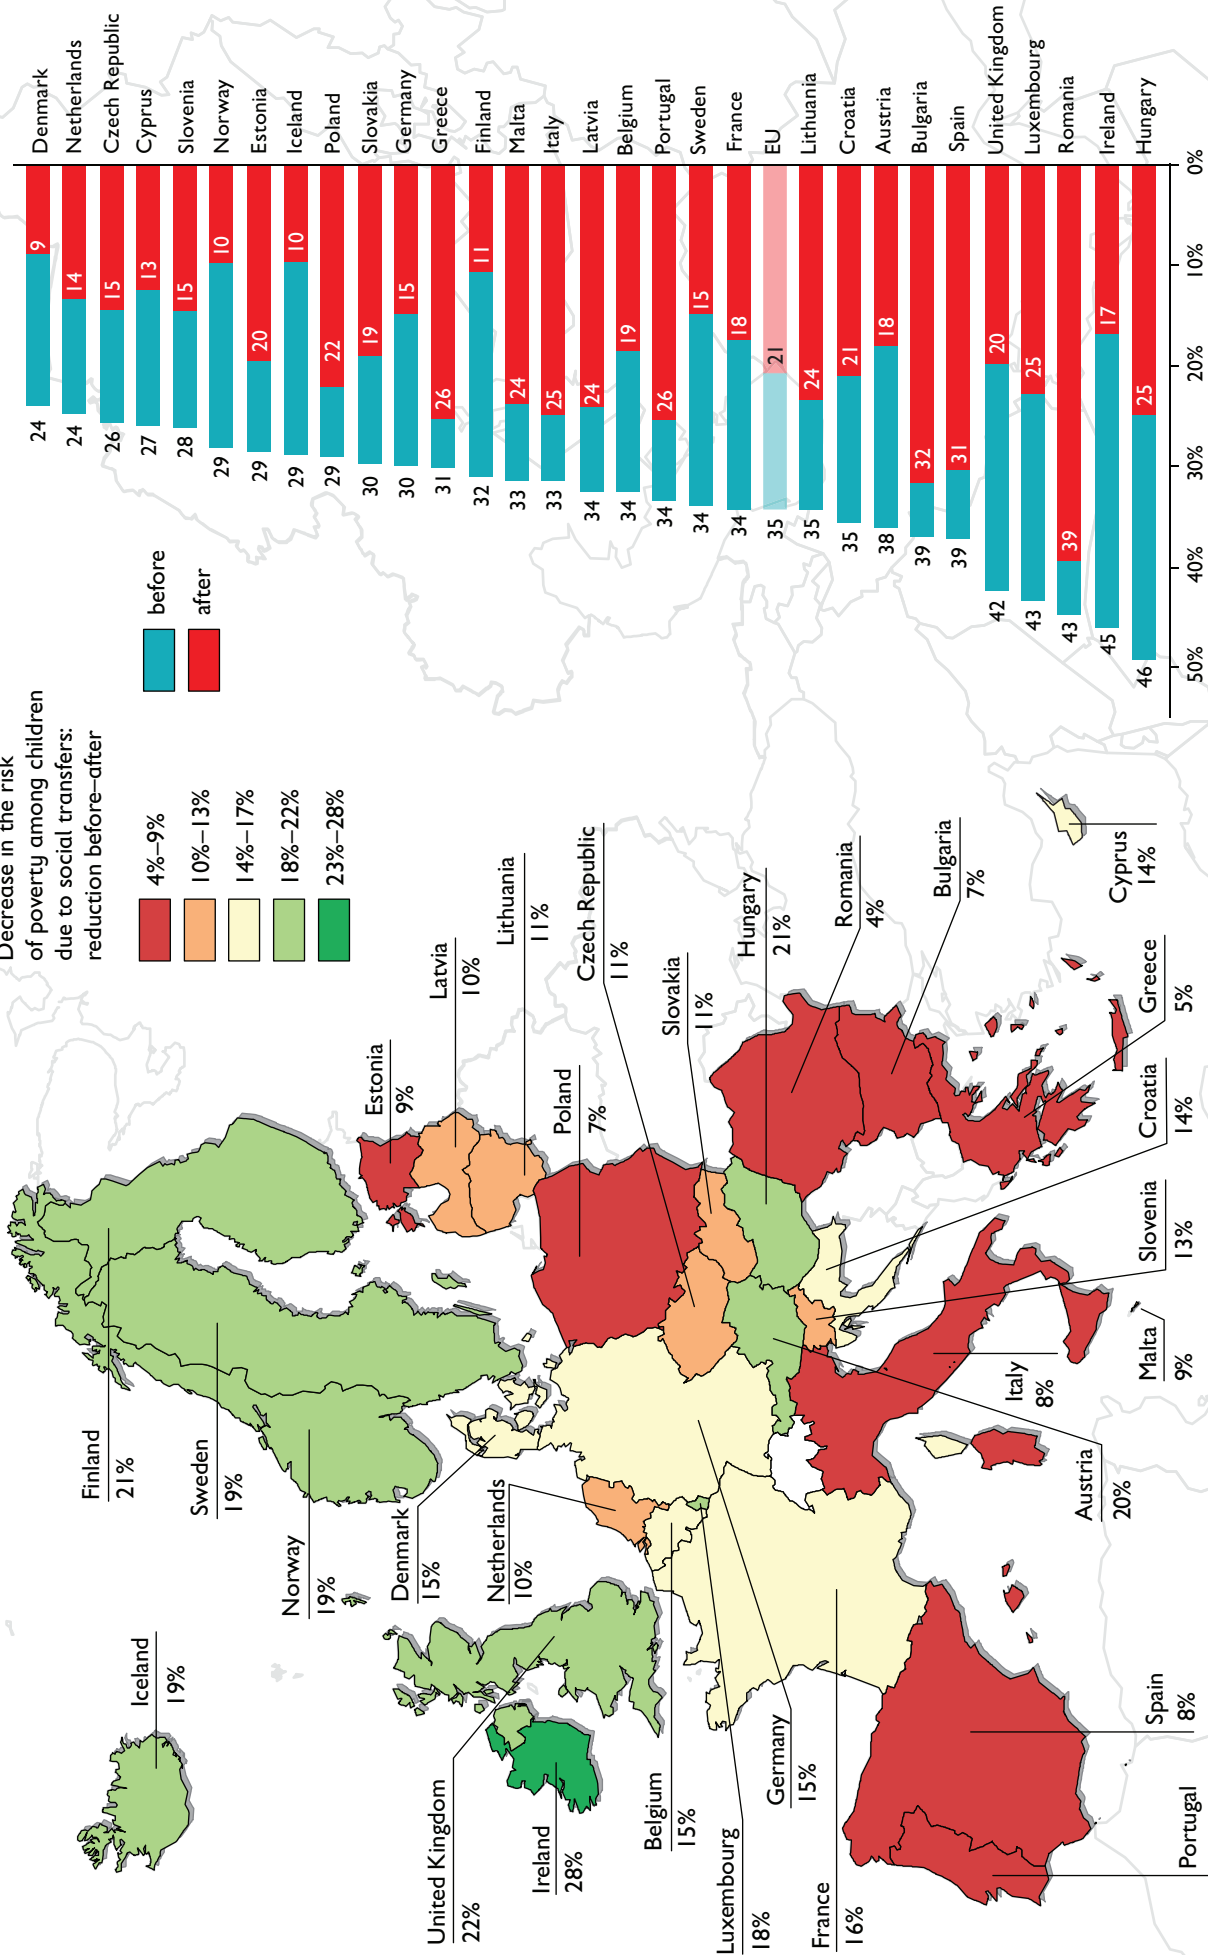 Decrease in the risk
of poverty among children
due to social transfers:
reduction before–after
4%–9%
10%–13%
14%–17%
18%–22%
23%–28%
before
after
Iceland
19%
Norway
19%
Sweden
19%
Finland
21%
Denmark
15%
Netherlands
10%
United Kingdom
22%
Ireland
28%
Belgium
15%
Luxembourg
18%
Germany
15%
France
16%
Portugal
Spain
8%
Austria
20%
Italy
8%
Malta
9%
Slovenia
13%
Croatia
14%
Greece
5%
Cyprus
14%
Bulgaria
7%
Romania
4%
Hungary
21%
Slovakia
11%
Czech Republic
11%
Poland
7%
Lithuania
11%
Latvia
10%
Estonia
9%
24 9 Denmark
24 14 Netherlands
26 15 Czech Republic
27 13 Cyprus
28 15 Slovenia
29 10 Norway
29 20 Estonia
29 10 Iceland
29 22 Poland
30 19 Slovakia
30 15 Germany
31 26 Greece
32 11 Finland
33 24 Malta
33 25 Italy
34 24 Latvia
34 19 Belgium
34 26 Portugal
34 15 Sweden
34 18 France
35 21 EU
35 24 Lithuania
35 21 Croatia
38 18 Austria
39 32 Bulgaria
39 31 Spain
42 20 United Kingdom
43 25 Luxembourg
43 39 Romania
45 17 Ireland
46 25 Hungary
50% 40% 30% 20% 10% 0%